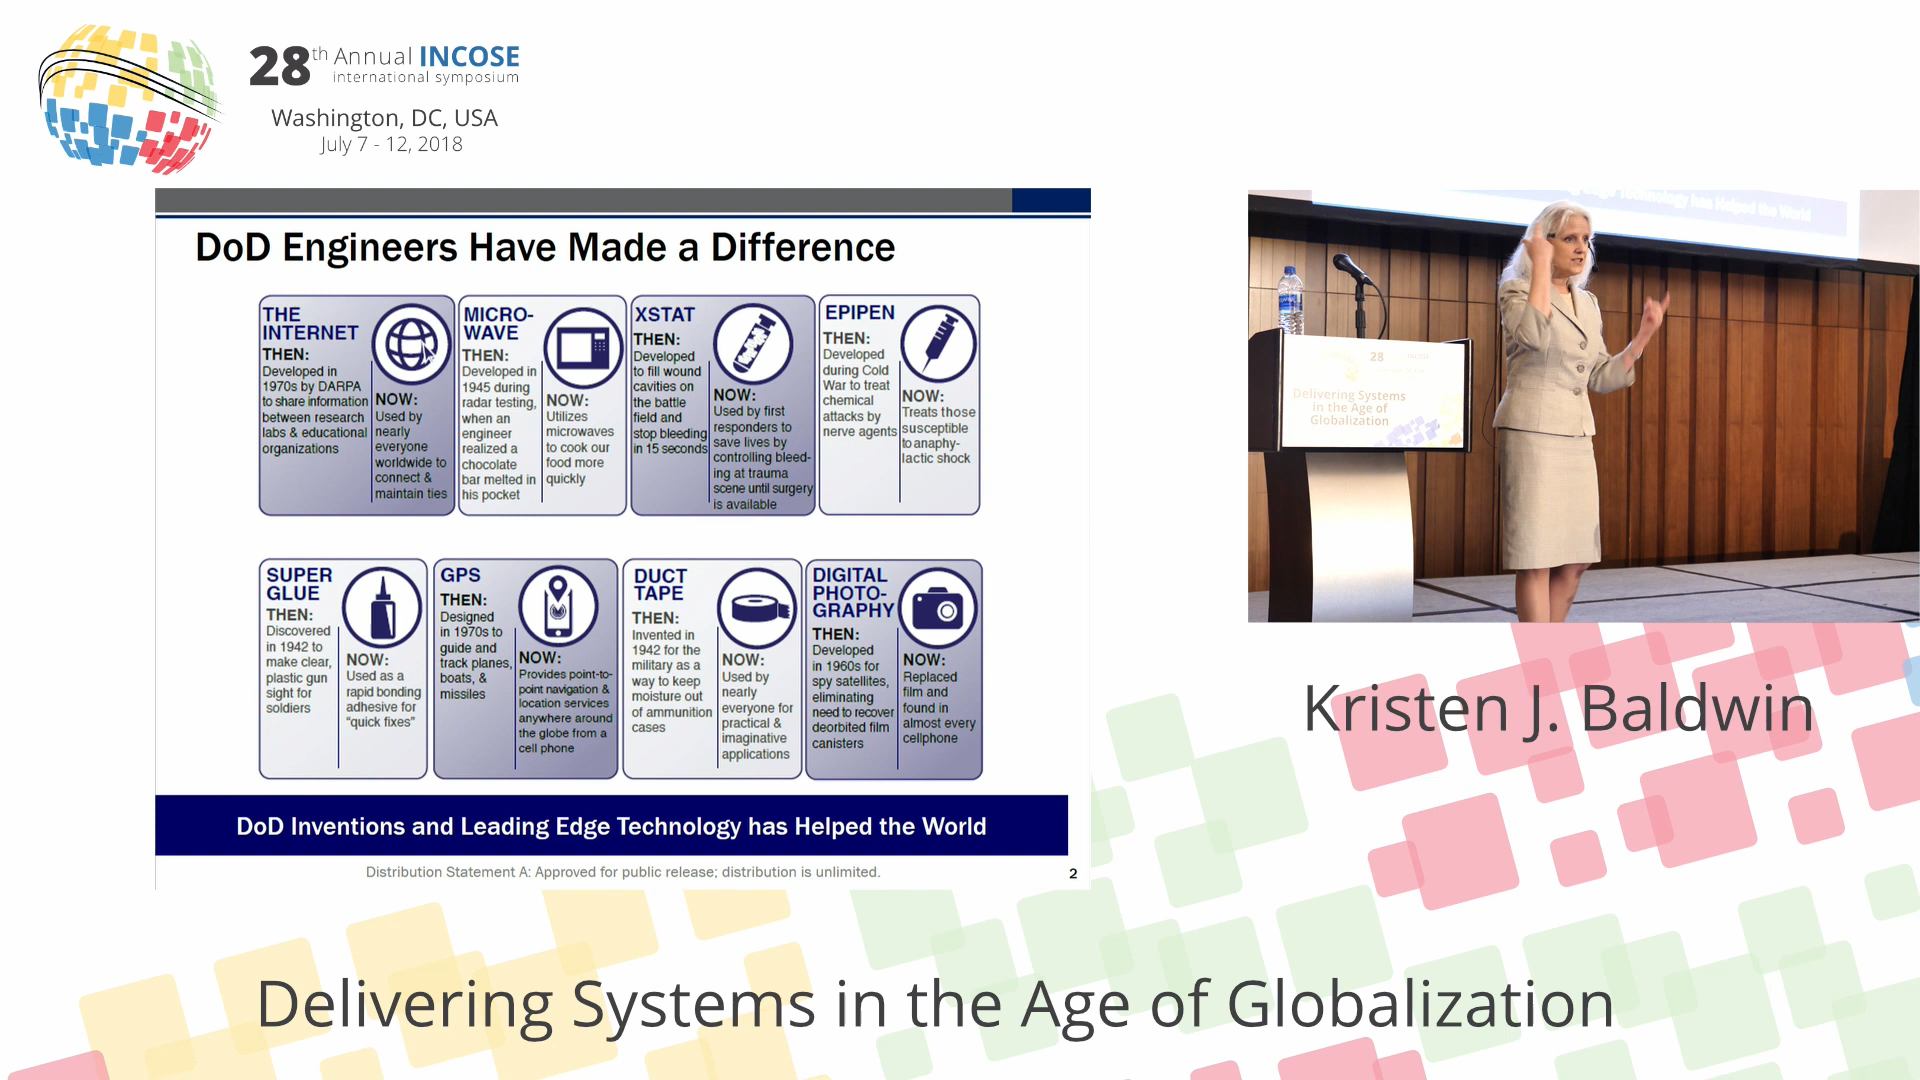 28th Annual INCOSE
international symposium
Washington, DC, USA
July 7 - 12, 2018
DoD Engineers Have Made a Difference
THE
INTERNET
THEN:
Developed in
1970s by DARPA
to share information
between research
labs & educational
organizations
NOW:
Used by
nearly
everyone
worldwide to
connect &
maintain ties
MICRO-
WAVE
THEN:
Developed in
1945 during
radar testing,
when an
engineer
realized a
chocolate
bar melted in
his pocket
NOW:
Utilizes
microwaves
to cook our
food more
quickly
XSTAT
THEN:
Developed
to fill wound
cavities on
the battle
field and
stop bleeding
in 15 seconds
NOW:
Used by first
responders to
save lives by
controlling bleed-
ing at trauma
scene until surgery
is available
EPIPEN
THEN:
Developed
during Cold
War to treat
chemical
attacks by
nerve agents
NOW:
Treats those
susceptible
to anaphy-
lactic shock
SUPER
GLUE
THEN:
Discovered
in 1942 to
make clear,
plastic gun
sight for
soldiers
NOW:
Used as a
rapid bonding
adhesive for
“quick fixes”
GPS
THEN:
Designed
in 1970s to
guide and
track planes,
boats, &
missiles
NOW:
Provides point-to-
point navigation &
location services
anywhere around
the globe from a
cell phone
DUCT
TAPE
THEN:
Invented in
1942 for the
military as a
way to keep
moisture out
of ammunition
cases
NOW:
Used by
nearly
everyone for
practical &
imaginative
applications
DIGITAL
PHOTO-
GRAPHY
THEN:
Developed
in 1960s for
spy satellites,
eliminating
need to recover
deorbited film
canisters
NOW:
Replaced
film and
found in
almost every
cellphone
DoD Inventions and Leading Edge Technology has Helped the World
Distribution Statement A: Approved for public release; distribution is unlimited.
2
Technology has Helped the World
28
Delivering Systems
in the Age of
Globalization
Kristen J. Baldwin
Delivering Systems in the Age of Globalization